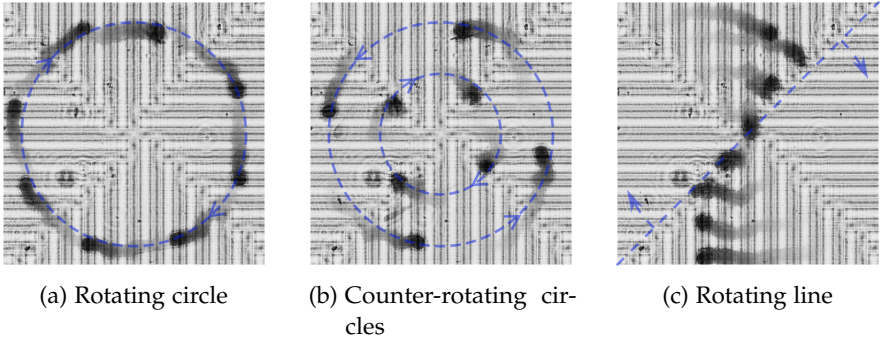 (a) Rotating circle
(b) Counter-rotating cir-
cles
(c) Rotating line